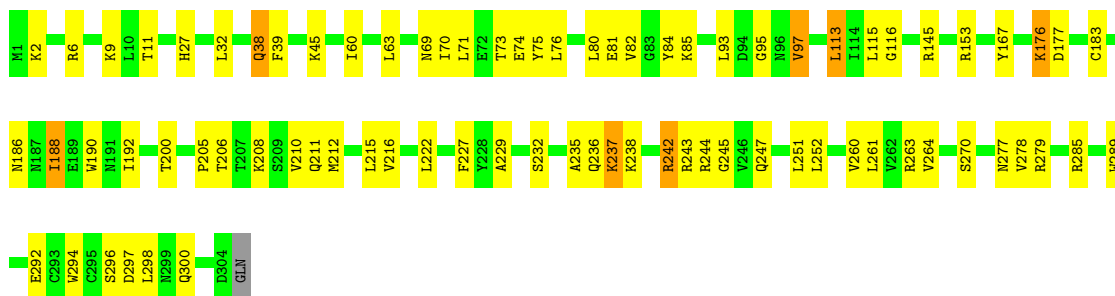 M1 K2 R6 K9 L10 T11 H27 L32 Q38 F39 K45 I60 L63 N69 I70 L71 E72 T73 E74 Y75 L76 L80 E81 V82 G83 Y84 K85 L93 D94 G95 N96 V97 L113 I114 L115 G116 R145 R153 Y167 K176 D177 C183
N186 N187 I188 E189 W190 N191 I192 T200 P205 T206 T207 K208 S209 V210 Q211 M212 L215 V216 L222 F227 Y228 A229 S232 A235 Q236 K237 K238 R242 R243 R244 G245 V246 Q247 L251 L252 V260 L261 V262 R263 V264 S270 N277 V278 R279 R285 W289
E292 C293 W294 C295 S296 D297 L298 N299 Q300 D304 GLN